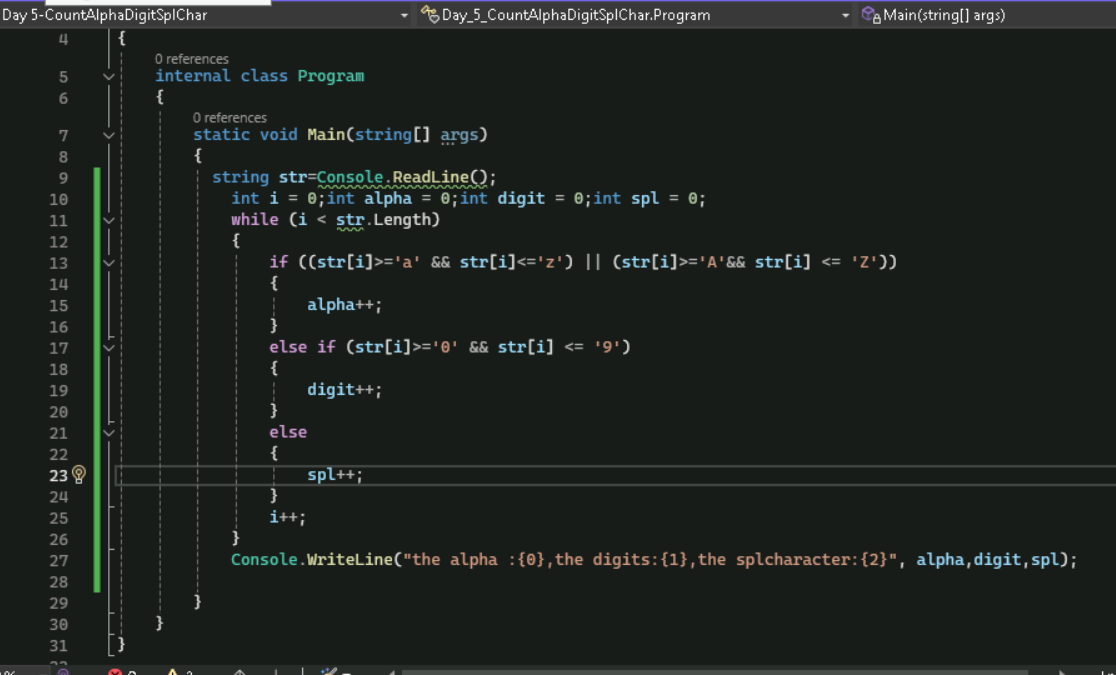 Day 5-CountAlphaDigitSplChar Day_5_CountAlphaDigitSplChar.Program Main(string[] args)
4 {
0 references
5 internal class Program
6 {
0 references
7 static void Main(string[] args)
8 {
9 string str=Console.ReadLine();
10 int i = 0;int alpha = 0;int digit = 0;int spl = 0;
11 while (i < str.Length)
12 {
13 if ((str[i]>='a' && str[i]<='z') || (str[i]>='A'&& str[i] <= 'Z'))
14 {
15 alpha++;
16 }
17 else if (str[i]>='0' && str[i] <= '9')
18 {
19 digit++;
20 }
21 else
22 {
23 spl++;
24 }
25 i++;
26 }
27 Console.WriteLine("the alpha :{0},the digits:{1},the splcharacter:{2}", alpha,digit,spl);
28
29 }
30 }
31 }